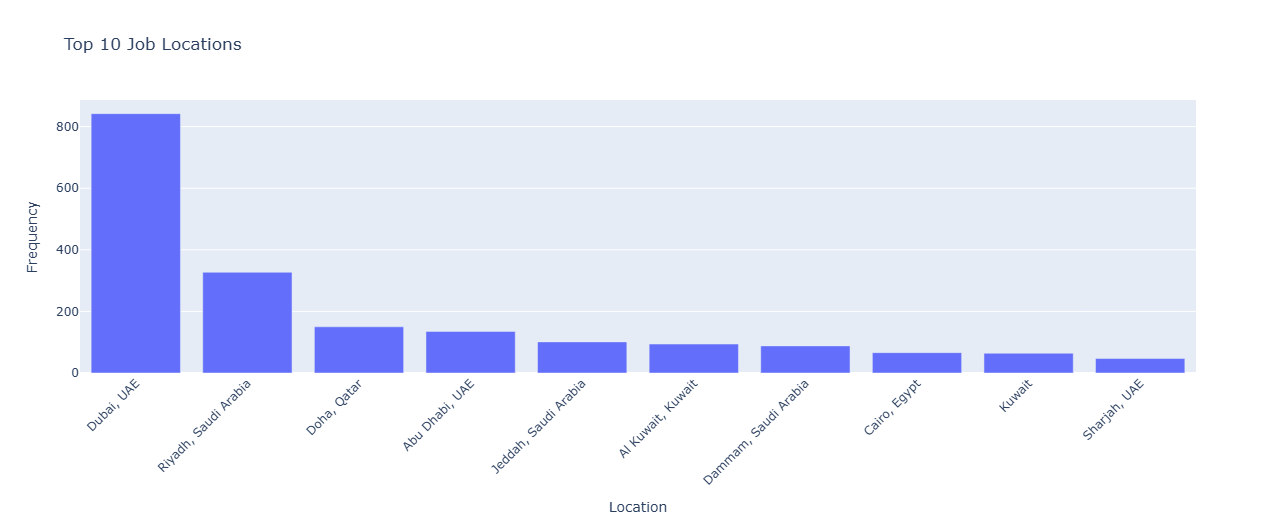 Top 10 Job Locations
Frequency
800
600
400
200
0
Dubai, UAE
Riyadh, Saudi Arabia
Doha, Qatar
Abu Dhabi, UAE
Jeddah, Saudi Arabia
Al Kuwait, Kuwait
Dammam, Saudi Arabia
Cairo, Egypt
Kuwait
Sharjah, UAE
Location